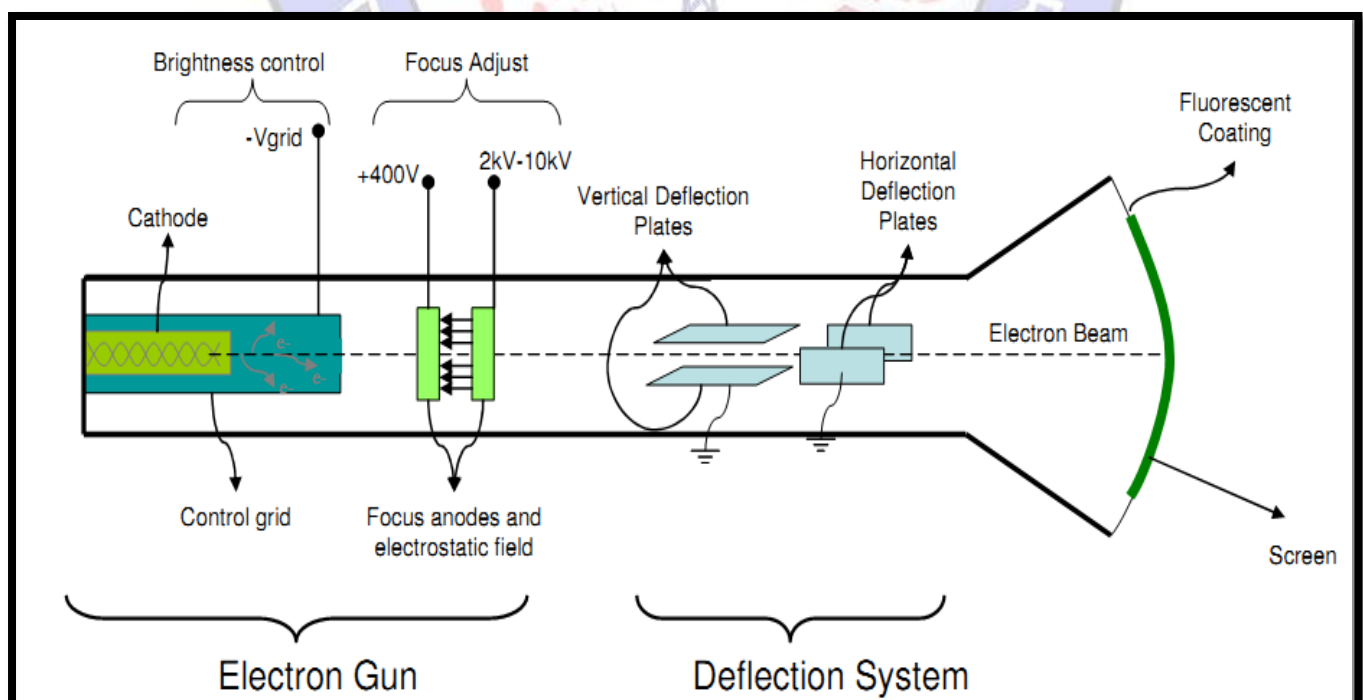 Brightness control
Focus Adjust
-Vgrid
+400V
2kV-10kV
Cathode
Vertical Deflection
Plates
Horizontal
Deflection
Plates
Fluorescent
Coating
e-
e-
e-
Electron Beam
Control grid
Focus anodes and
electrostatic field
Screen
Electron Gun
Deflection System